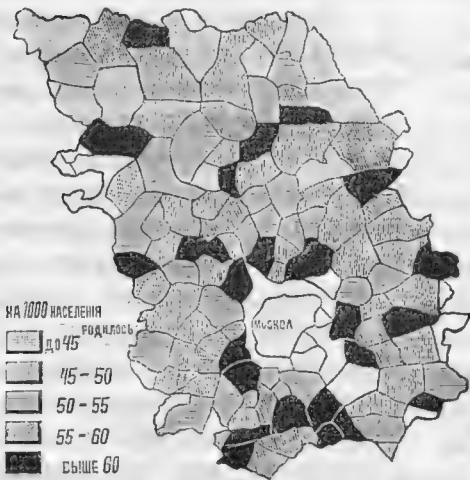 НА 1000 НАСЕЛЕНИЯ
РОДИЛОСЬ
ДО 45
45 - 50
50 - 55
55 - 60
СВЫШЕ 60
МОСКВА